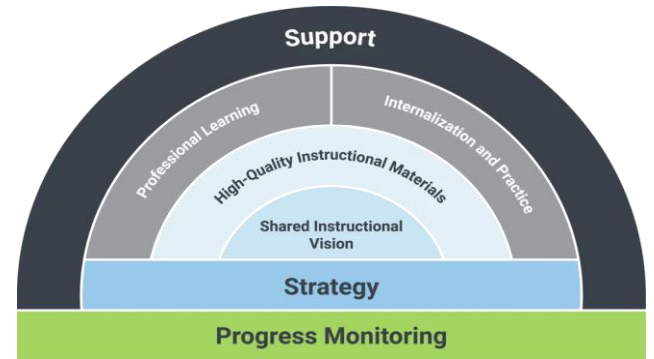 Support
Professional Learning
Internalization and Practice
High-Quality Instructional Materials
Shared Instructional
Vision
Strategy
Progress Monitoring